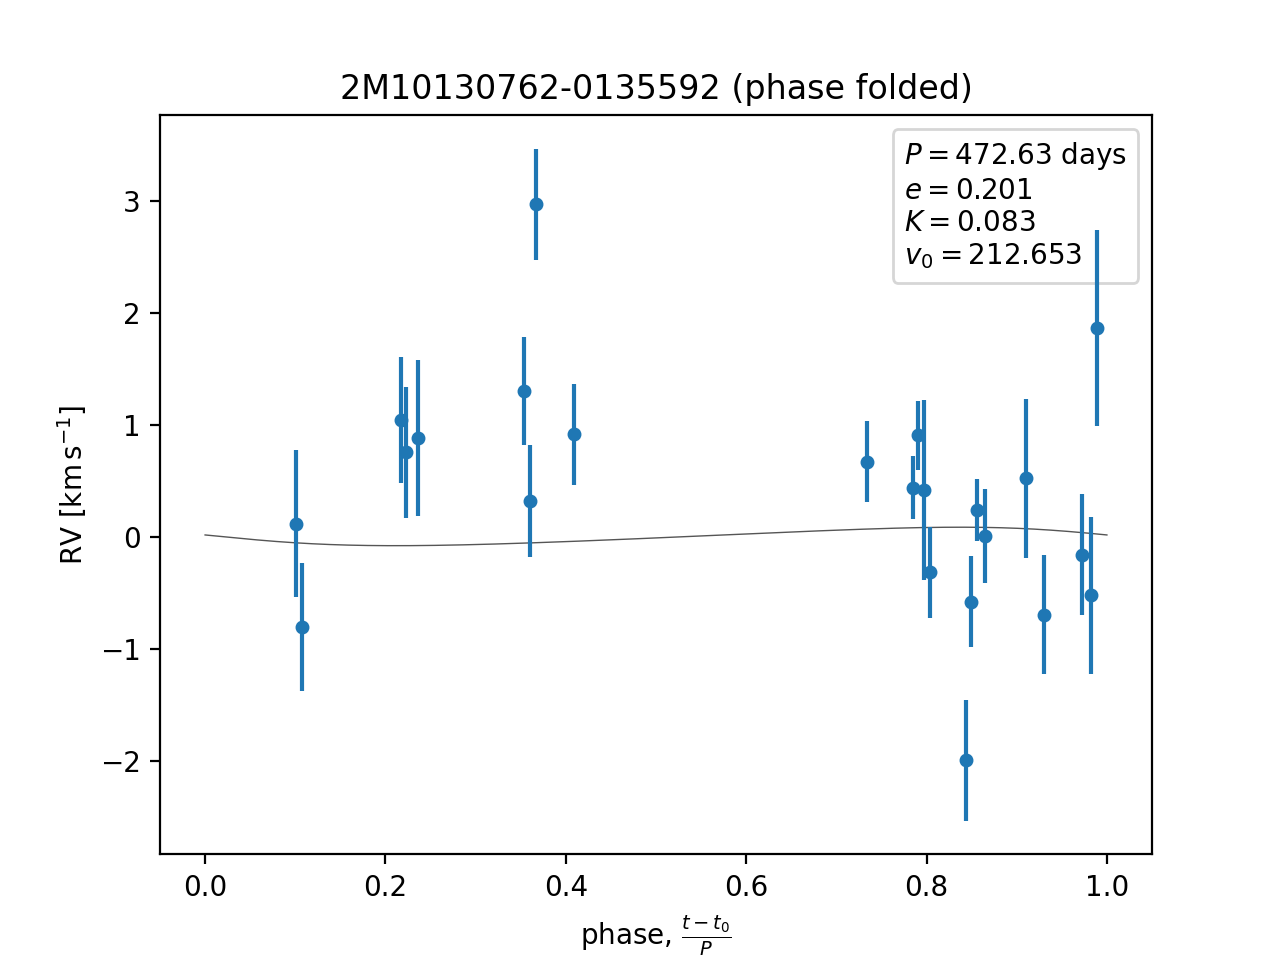 2M10130762-0135592 (phase folded)
P = 472.63 days
e = 0.201
K = 0.083
v₀ = 212.653
3
2
1
0
−1
−2
RV [km s⁻¹]
0.0 0.2 0.4 0.6 0.8 1.0
phase, (t − t₀)/P